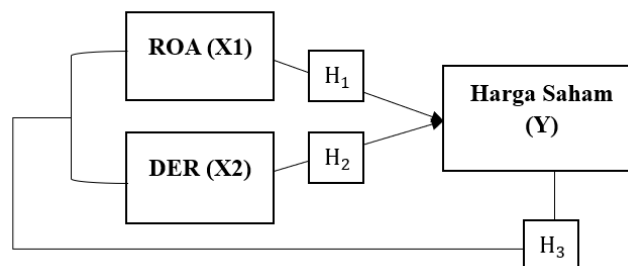 ROA (X1)
H₁
Harga Saham
(Y)
DER (X2)
H₂
H₃